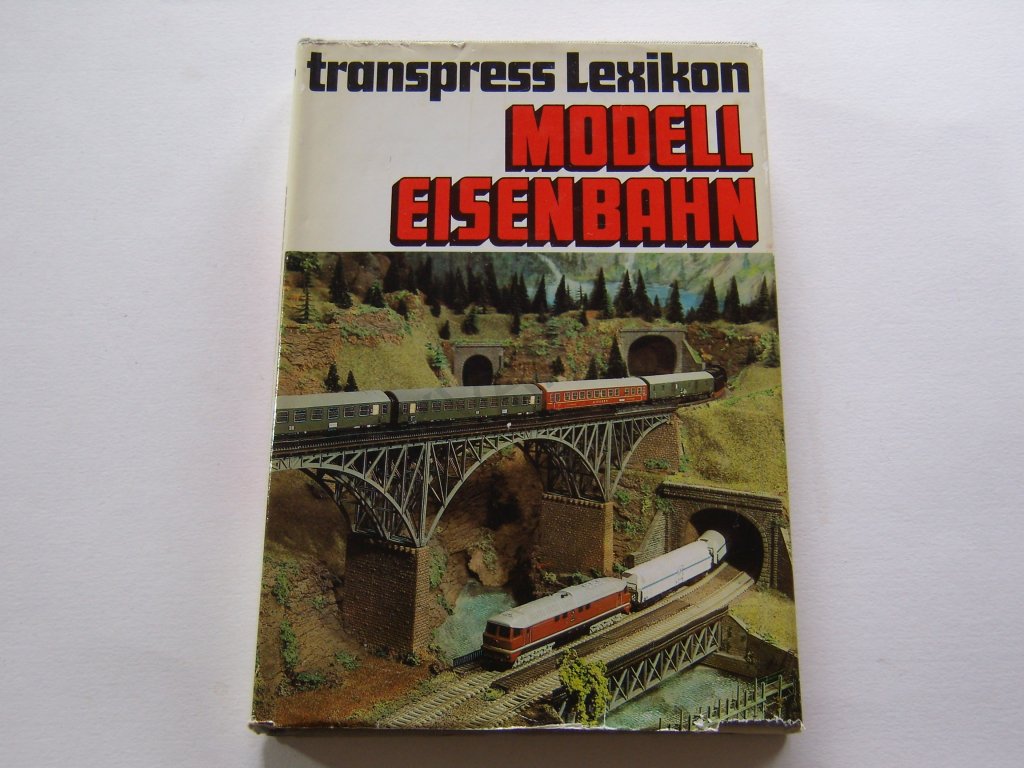 transpress Lexikon
MODELL
EISENBAHN